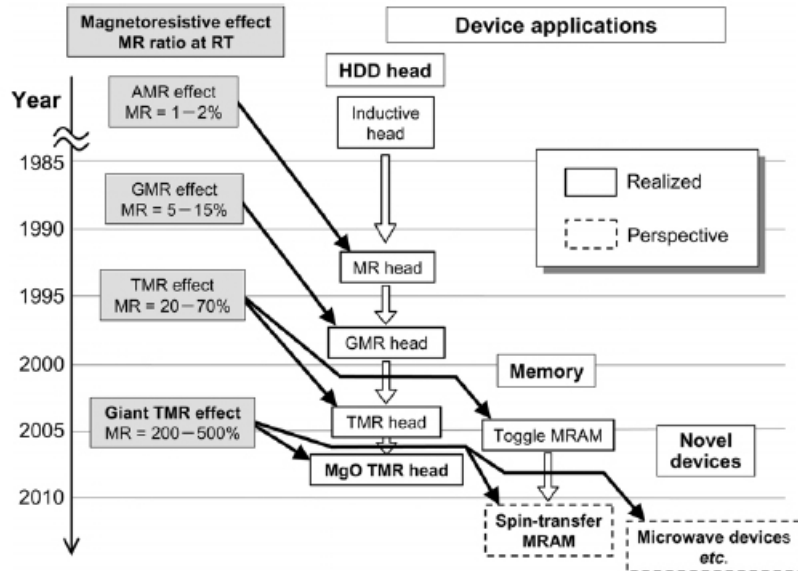 Magnetoresistive effect
MR ratio at RT
Device applications
HDD head
Year
AMR effect
MR = 1−2%
Inductive
head
1985
GMR effect
MR = 5−15%
Realized
Perspective
1990
MR head
TMR effect
MR = 20−70%
1995
GMR head
2000
Memory
Giant TMR effect
MR = 200−500%
TMR head
2005
Toggle MRAM
Novel
devices
MgO TMR head
2010
Spin-transfer
MRAM
Microwave devices
etc.